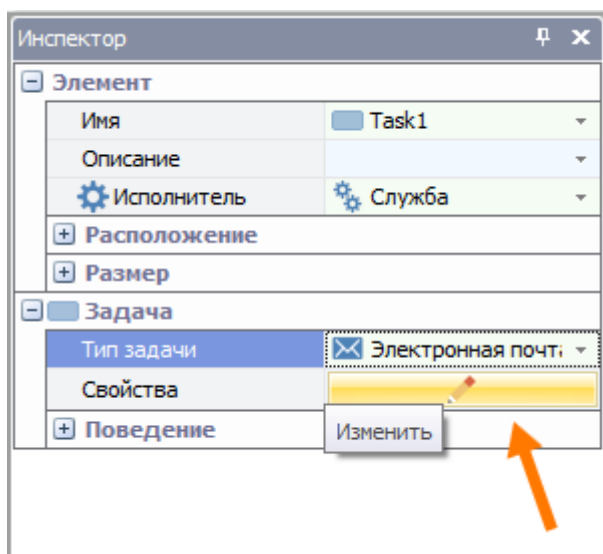 Инспектор
Элемент
Имя Task1
Описание
Исполнитель Служба
Расположение
Размер
Задача
Тип задачи Электронная почта
Свойства
Поведение Изменить